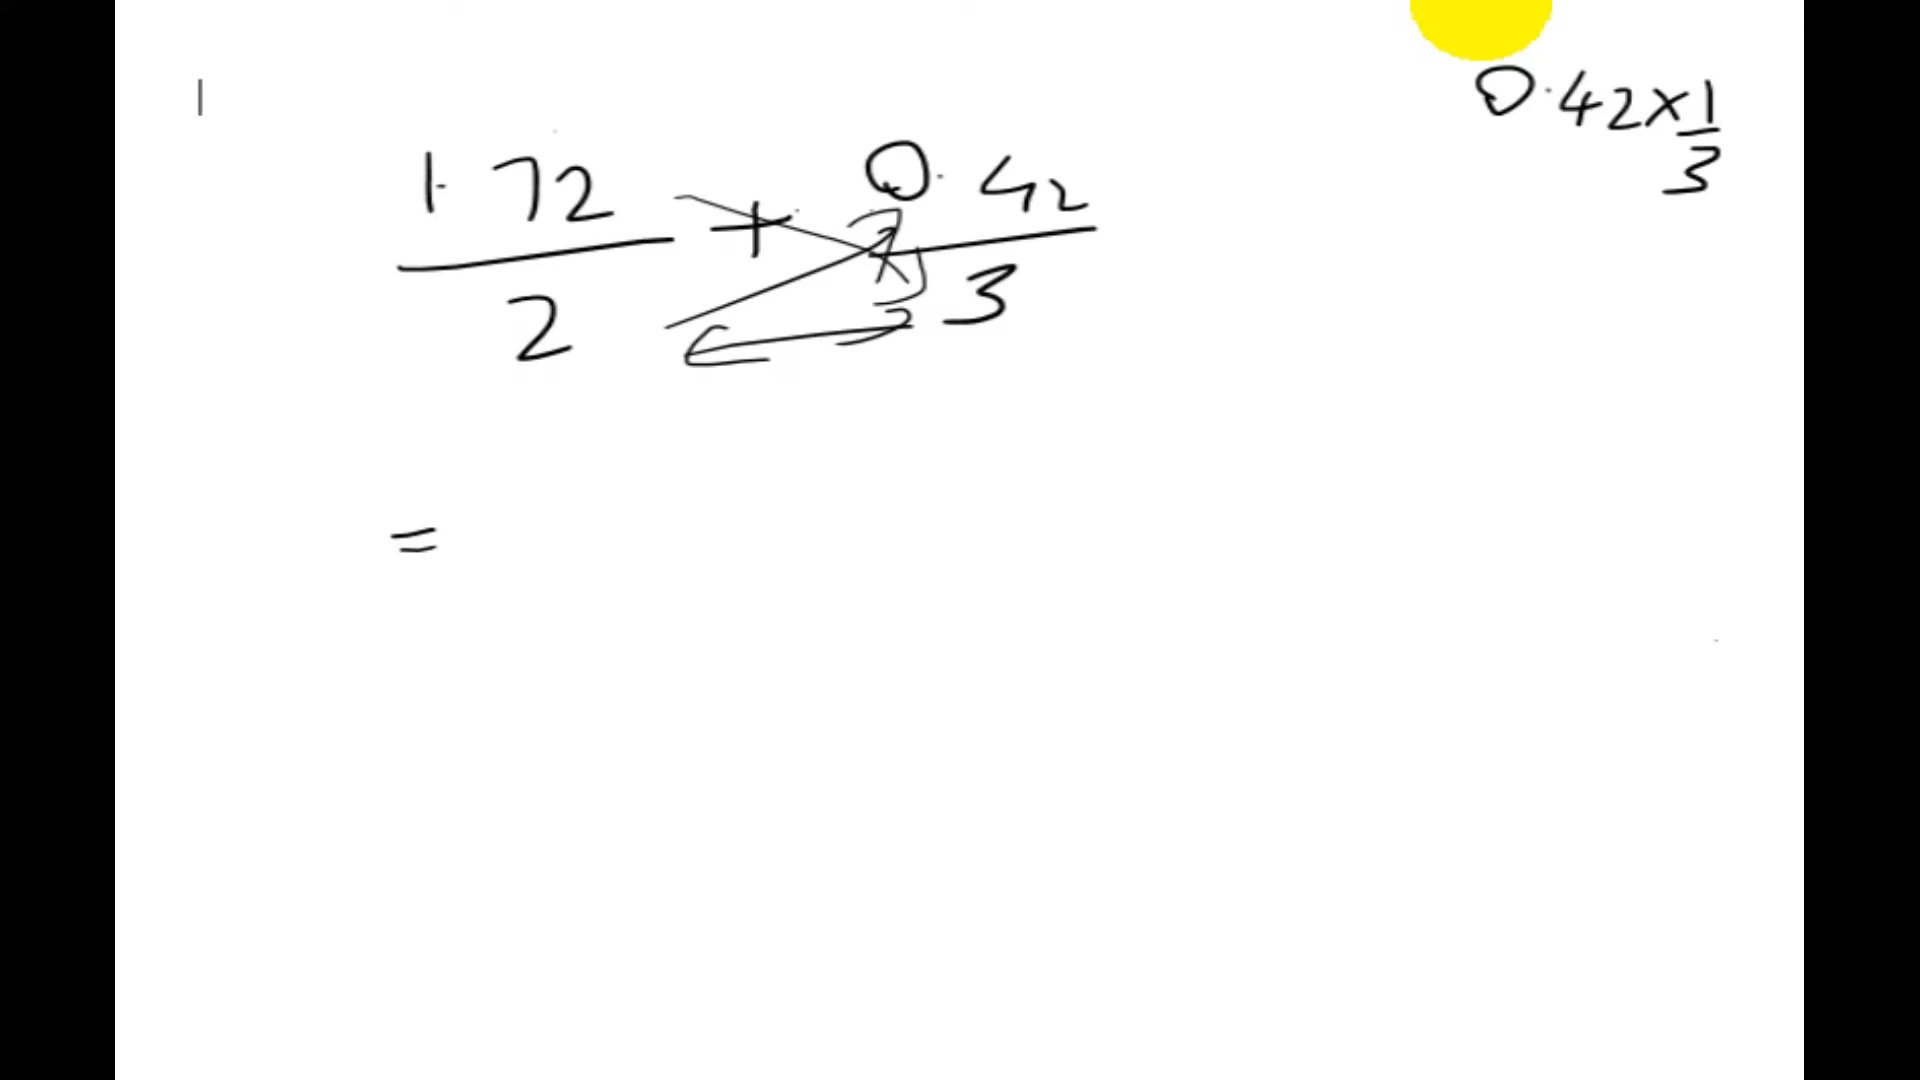 0.42 × 1/3
1.72/2 + 0.42/3
=